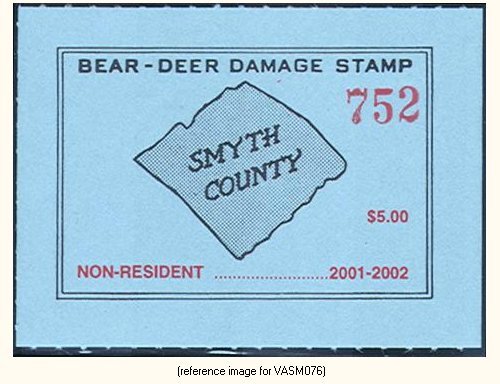 BEAR-DEER DAMAGE STAMP
752
SMYTH
COUNTY
$5.00
NON-RESIDENT ..............................2001-2002
(reference image for VASM076)